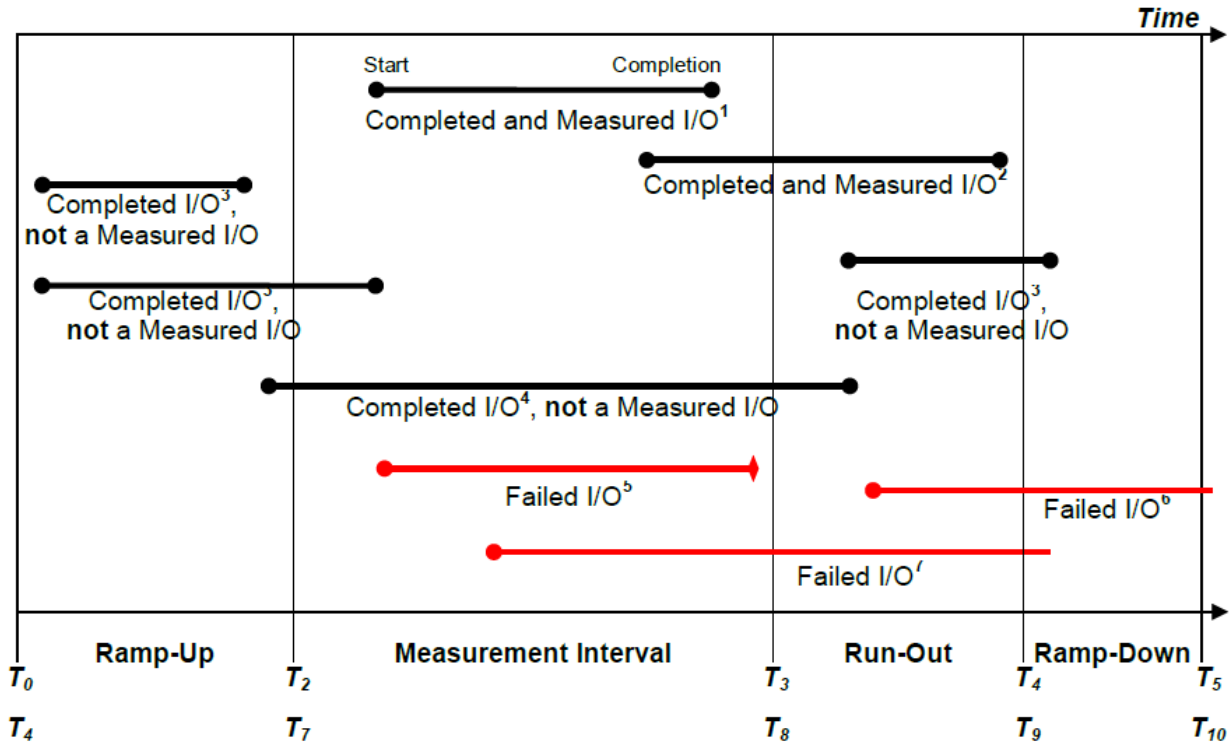 Time
Start Completion
Completed and Measured I/O1
Completed and Measured I/O2
Completed I/O3,
not a Measured I/O
Completed I/O3,
not a Measured I/O
Completed I/O3,
not a Measured I/O
Completed I/O4, not a Measured I/O
Failed I/O5
Failed I/O6
Failed I/O7
Ramp-Up Measurement Interval Run-Out Ramp-Down
T0 T2 T3 T4 T5
T4 T7 T8 T9 T10